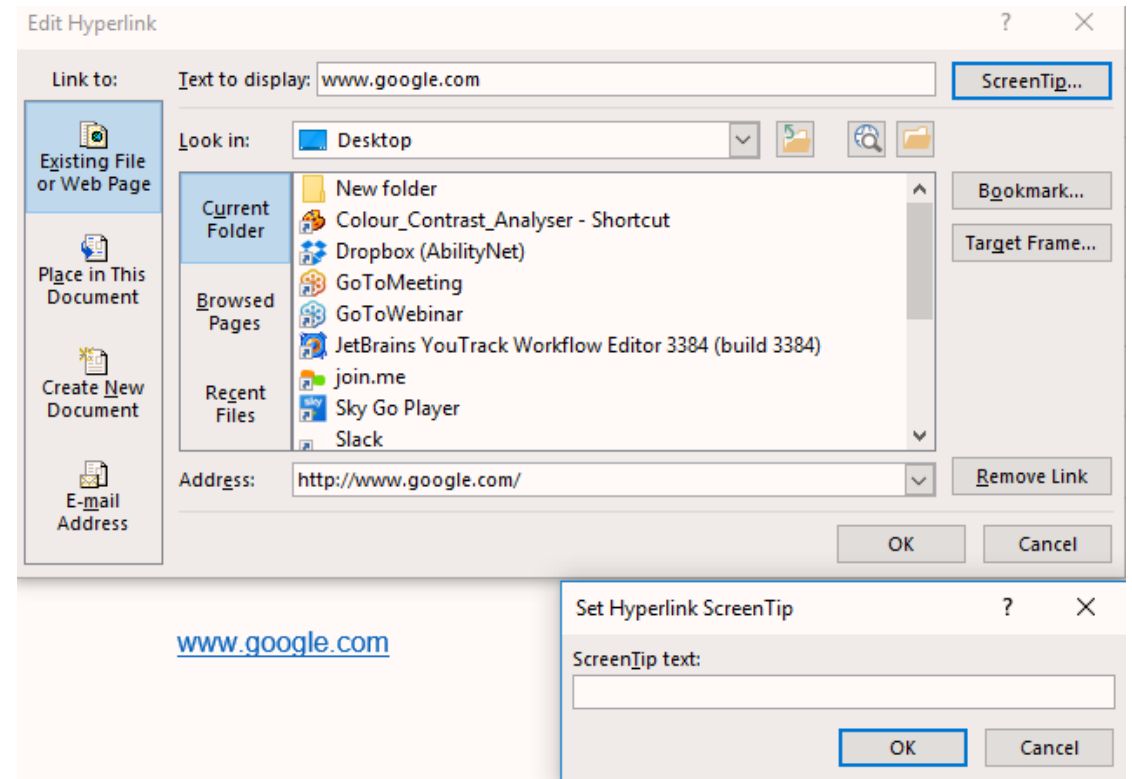 Edit Hyperlink
?
Link to:
Text to display: www.google.com
ScreenTip...
Existing File
or Web Page
Look in: Desktop
Place in This
Document
Create New
Document
E-mail
Address
Current
Folder
Browsed
Pages
Recent
Files
New folder
Colour_Contrast_Analyser - Shortcut
Dropbox (AbilityNet)
GoToMeeting
GoToWebinar
JetBrains YouTrack Workflow Editor 3384 (build 3384)
join.me
sky
Sky Go Player
Slack
Bookmark...
Target Frame...
Address: http://www.google.com/
Remove Link
OK Cancel
www.google.com
Set Hyperlink ScreenTip
?
ScreenTip text:
OK Cancel